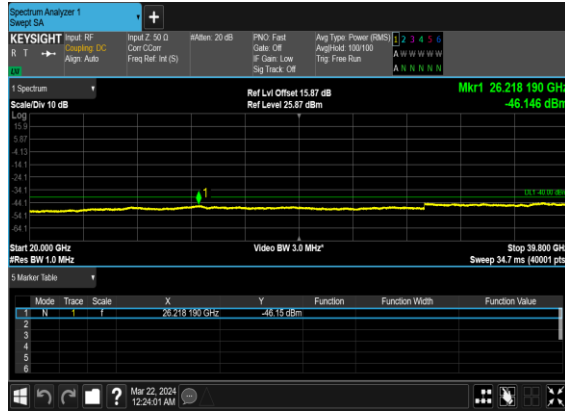 Spectrum Analyzer 1
Swept SA
+
KEYSIGHT Input: RF Input Z: 50 Ω #Atten: 20 dB PNO: Fast Avg Type: Power (RMS) 1 2 3 4 5 6
R T Coupling: DC Corr CCorr Gate: Off Avg|Hold: 100/100 A W W W W W
Align: Auto Freq Ref: Int (S) IF Gain: Low Trig: Free Run
Sig Track: Off A N N N N N
1 Spectrum Ref Lvl Offset 15.87 dB Mkr1 26.218 190 GHz
Scale/Div 10 dB Ref Level 25.87 dBm -46.146 dBm
Log
15.9
5.87
-4.13
-14.1
-24.1
-34.1
1
DL1 -40.00 dBm
-44.1
-54.1
-64.1
Start 20.000 GHz Video BW 3.0 MHz* Stop 39.800 GHz
#Res BW 1.0 MHz Sweep 34.7 ms (40001 pts)
5 Marker Table
Mode Trace Scale X Y Function Function Width Function Value
1 N 1 f 26.218 190 GHz -46.15 dBm
2
3
4
5
6
? Mar 22, 2024
12:24:01 AM